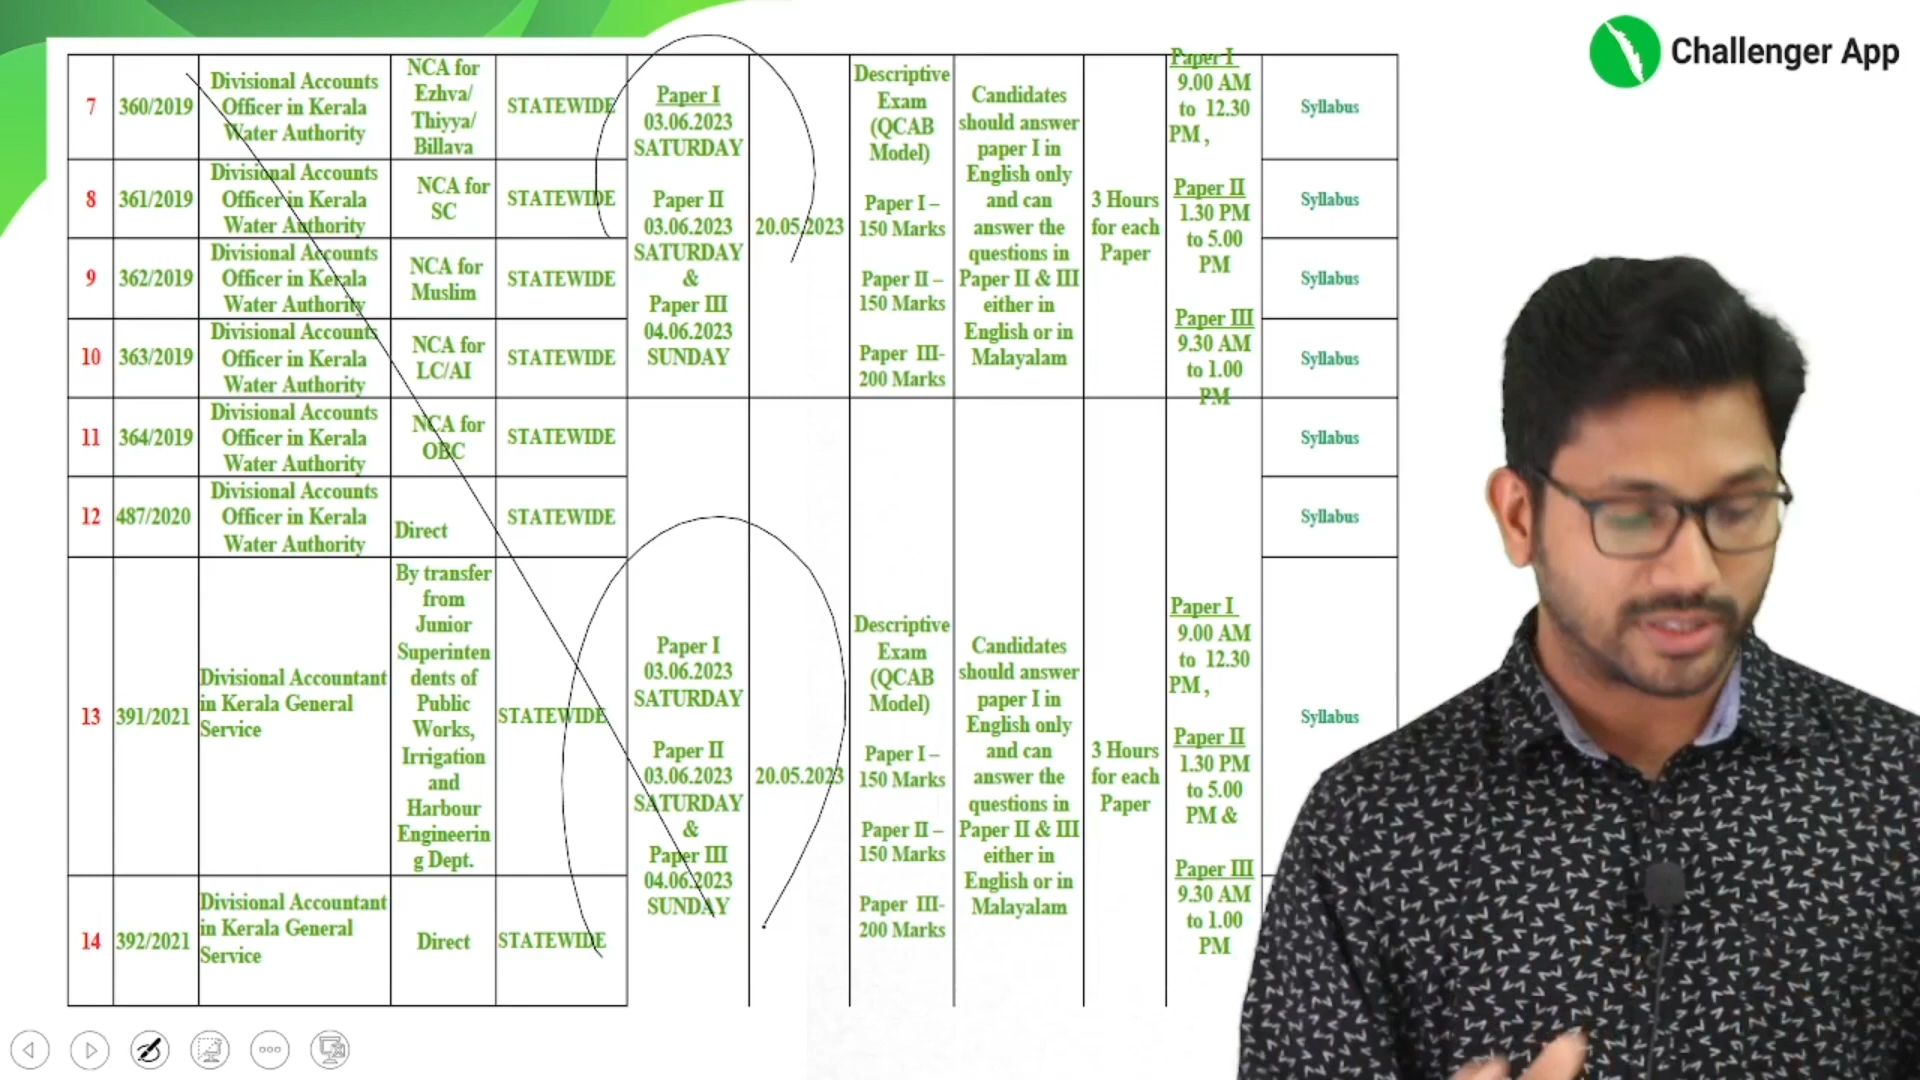 Challenger App
7
360/2019
Divisional Accounts
Officer in Kerala
Water Authority
NCA for
Ezhva/
Thiyya/
Billava
STATEWIDE
Paper I
03.06.2023
SATURDAY
Paper II
03.06.2023
SATURDAY
&
Paper III
04.06.2023
SUNDAY
20.05.2023
Descriptive
Exam
(QCAB
Model)
Paper I –
150 Marks
Paper II –
150 Marks
Paper III-
200 Marks
Candidates
should answer
paper I in
English only
and can
answer the
questions in
Paper II & III
either in
English or in
Malayalam
3 Hours
for each
Paper
Paper I
9.00 AM
to 12.30
PM ,
Paper II
1.30 PM
to 5.00
PM
Paper III
9.30 AM
to 1.00
PM
Syllabus
8
361/2019
Divisional Accounts
Officer in Kerala
Water Authority
NCA for
SC
STATEWIDE
Syllabus
9
362/2019
Divisional Accounts
Officer in Kerala
Water Authority
NCA for
Muslim
STATEWIDE
Syllabus
10
363/2019
Divisional Accounts
Officer in Kerala
Water Authority
NCA for
LC/AI
STATEWIDE
Syllabus
11
364/2019
Divisional Accounts
Officer in Kerala
Water Authority
NCA for
OBC
STATEWIDE
Syllabus
12
487/2020
Divisional Accounts
Officer in Kerala
Water Authority
Direct
STATEWIDE
Syllabus
13
391/2021
Divisional Accountant
in Kerala General
Service
By transfer
from
Junior
Superinten
dents of
Public
Works,
Irrigation
and
Harbour
Engineerin
g Dept.
STATEWIDE
Paper I
03.06.2023
SATURDAY
Paper II
03.06.2023
SATURDAY
&
Paper III
04.06.2023
SUNDAY
20.05.2023
Descriptive
Exam
(QCAB
Model)
Paper I –
150 Marks
Paper II –
150 Marks
Paper III-
200 Marks
Candidates
should answer
paper I in
English only
and can
answer the
questions in
Paper II & III
either in
English or in
Malayalam
3 Hours
for each
Paper
Paper I
9.00 AM
to 12.30
PM ,
Paper II
1.30 PM
to 5.00
PM &
Paper III
9.30 AM
to 1.00
PM
Syllabus
14
392/2021
Divisional Accountant
in Kerala General
Service
Direct
STATEWIDE